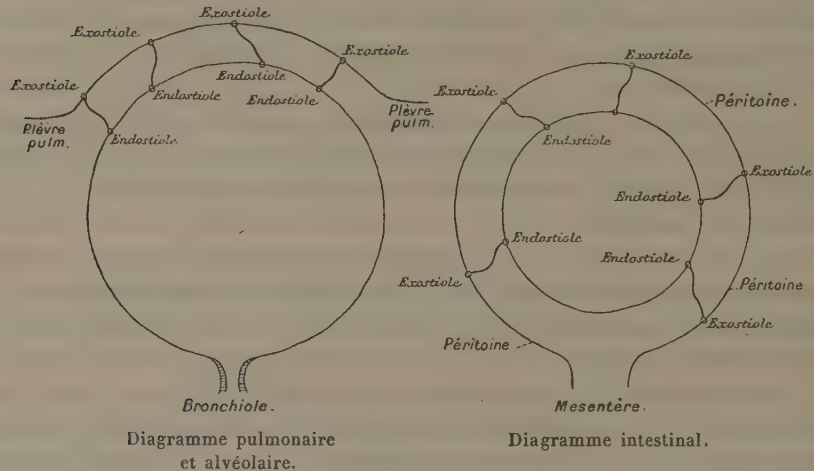 Exostiole
Exostiole
Exostiole
Exostiole
Endostiole
Endostiole
Endostiole
Endostiole
Plèvre
pulm.
Plèvre
pulm.
Bronchiole.
Diagramme pulmonaire
et alvéolaire.
Exostiole
Exostiole
Péritoine.
Endostiole
Exostiole
Endostiole
Endostiole
Endostiole
Exostiole
Péritoine
Exostiole
Péritoine
Mesentère.
Diagramme intestinal.